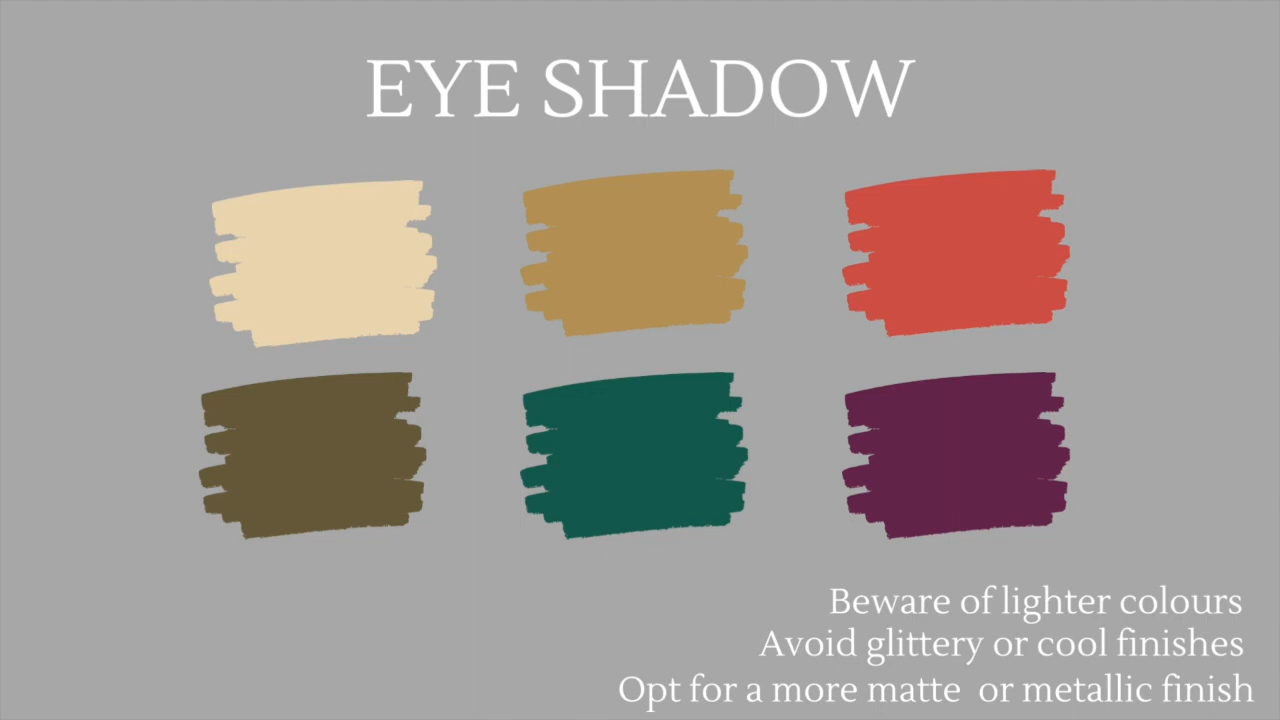 EYE SHADOW
Beware of lighter colours
Avoid glittery or cool finishes
Opt for a more matte  or metallic finish